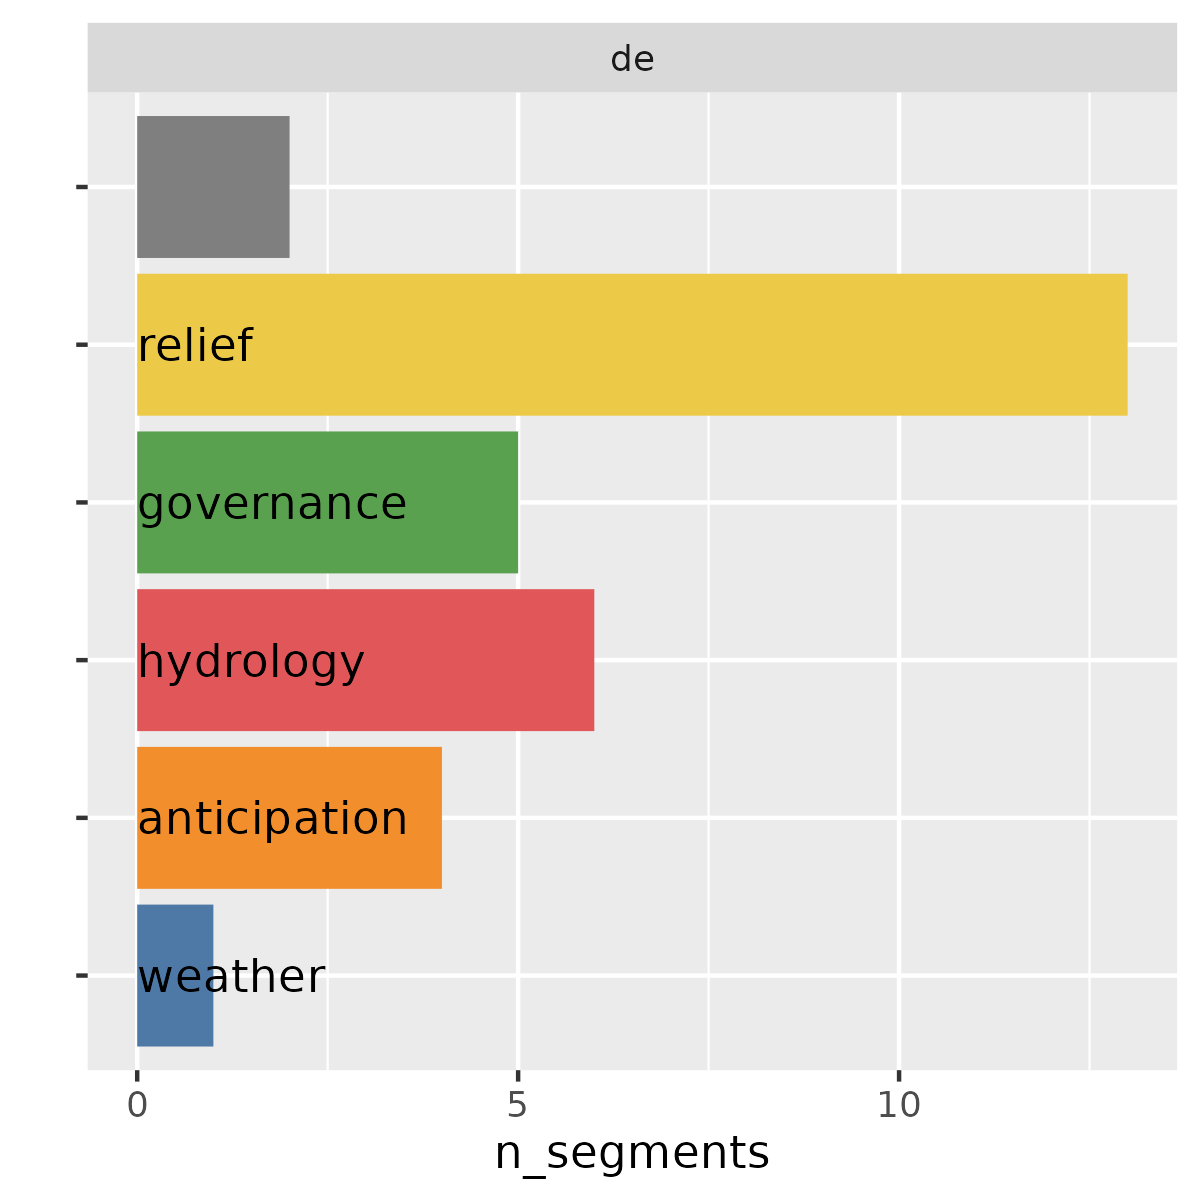 de
relief
governance
hydrology
anticipation
weather
0 5 10
n_segments